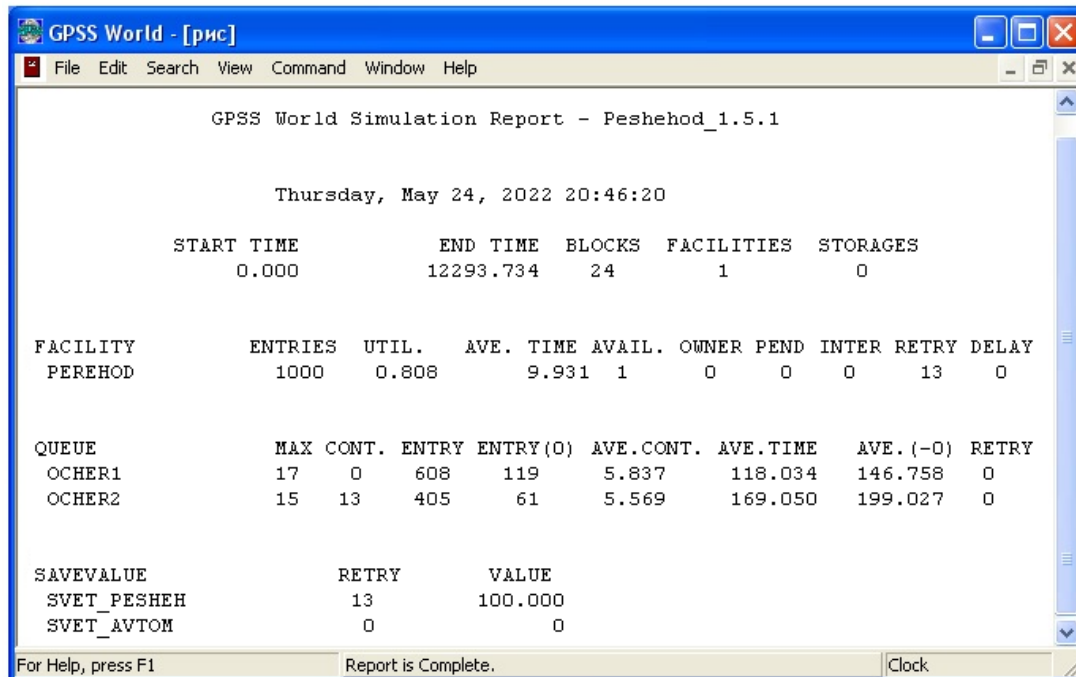 GPSS World - [рис]
File Edit Search View Command Window Help
GPSS World Simulation Report - Peshehod_1.5.1
Thursday, May 24, 2022 20:46:20
START TIME END TIME BLOCKS FACILITIES STORAGES
0.000 12293.734 24 1 0
FACILITY ENTRIES UTIL. AVE. TIME AVAIL. OWNER PEND INTER RETRY DELAY
PEREHOD 1000 0.808 9.931 1 0 0 0 13 0
QUEUE MAX CONT. ENTRY ENTRY(0) AVE.CONT. AVE.TIME AVE.(-0) RETRY
OCHER1 17 0 608 119 5.837 118.034 146.758 0
OCHER2 15 13 405 61 5.569 169.050 199.027 0
SAVEVALUE RETRY VALUE
SVET_PESHEH 13 100.000
SVET_AVTOM 0 0
For Help, press F1 Report is Complete. Clock